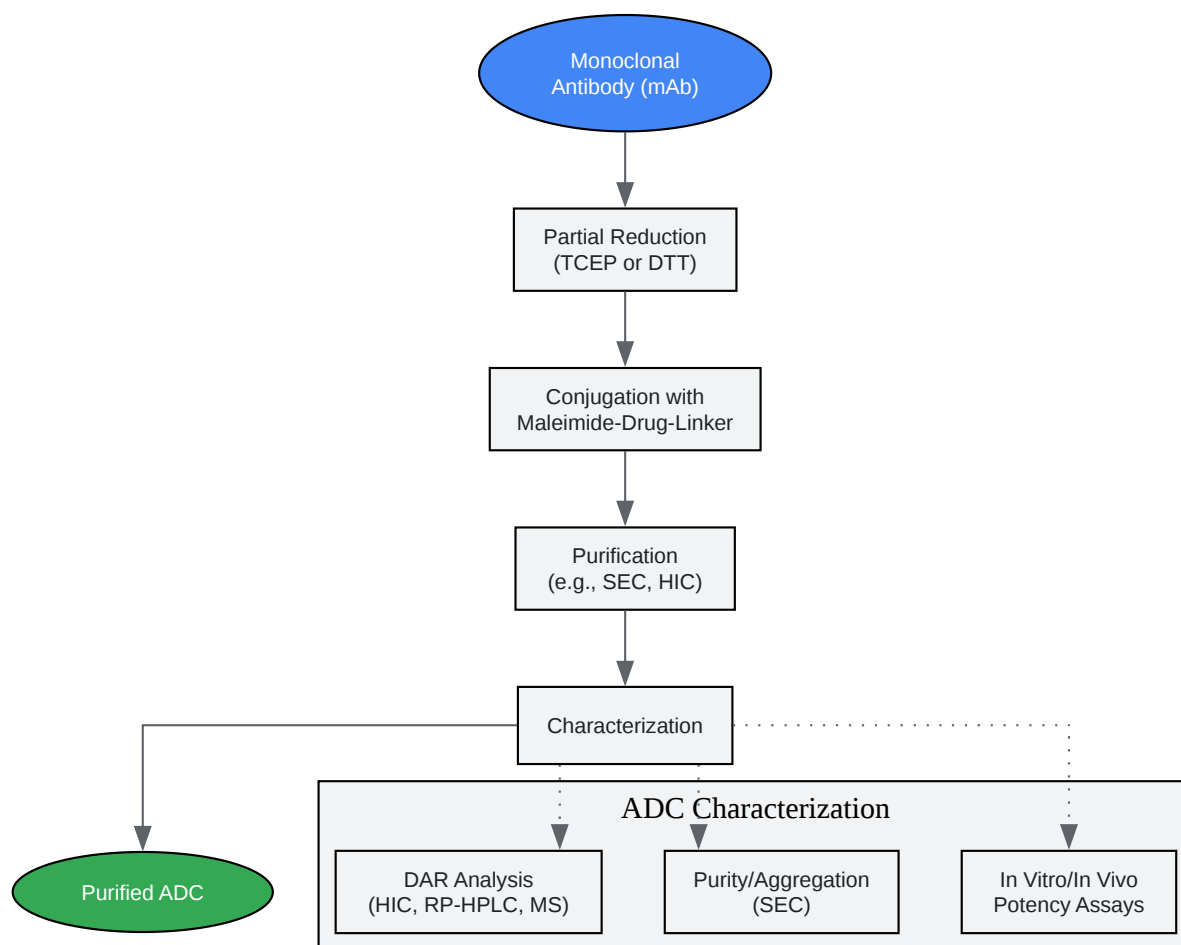 Monoclonal
Antibody (mAb)
Partial Reduction
(TCEP or DTT)
Conjugation with
Maleimide-Drug-Linker
Purification
(e.g., SEC, HIC)
Characterization
ADC Characterization
Purified ADC
DAR Analysis
(HIC, RP-HPLC, MS)
Purity/Aggregation
(SEC)
In Vitro/In Vivo
Potency Assays